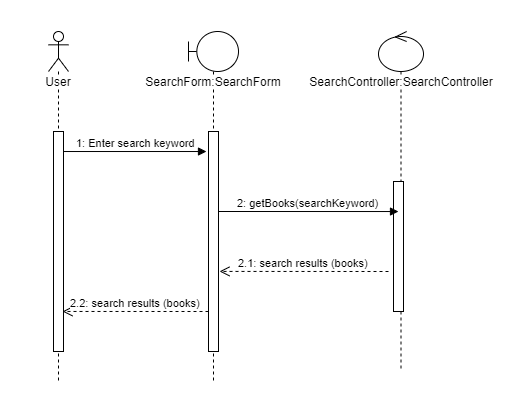 User
SearchForm:SearchForm
SearchController:SearchController
1: Enter search keyword
2: getBooks(searchKeyword)
2.1: search results (books)
2.2: search results (books)